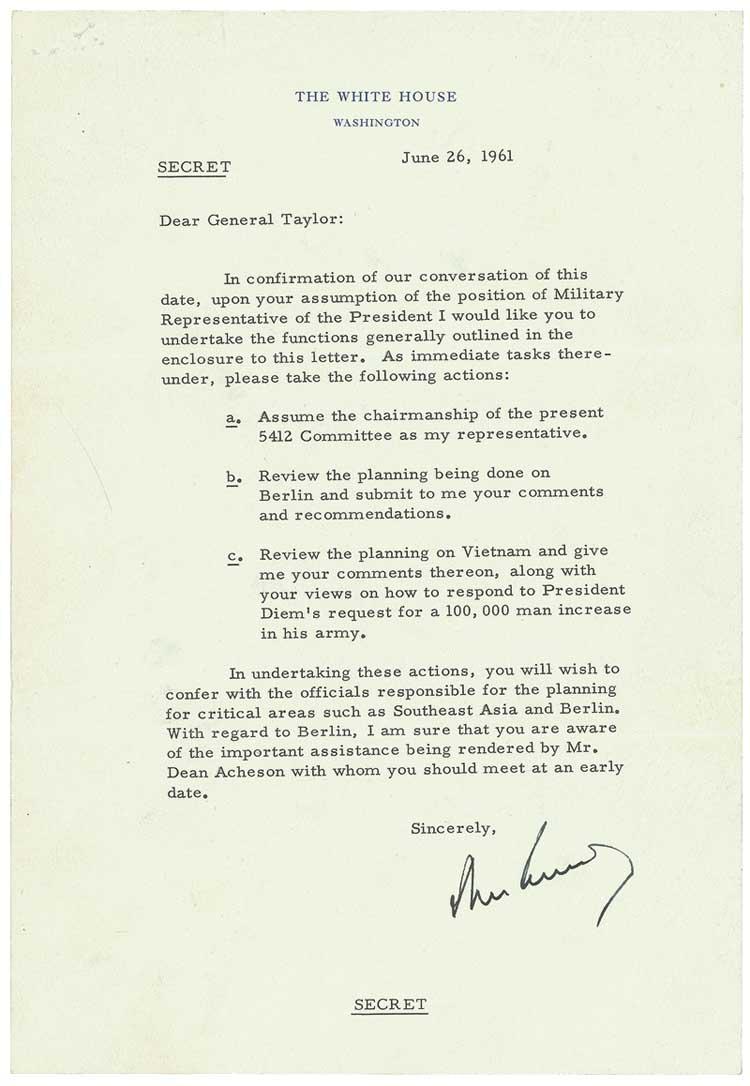 THE WHITE HOUSE
WASHINGTON
June 26, 1961
SECRET
Dear General Taylor:
In confirmation of our conversation of this
date, upon your assumption of the position of Military
Representative of the President I would like you to
undertake the functions generally outlined in the
enclosure to this letter. As immediate tasks there-
under, please take the following actions:
a. Assume the chairmanship of the present
5412 Committee as my representative.
b. Review the planning being done on
Berlin and submit to me your comments
and recommendations.
c. Review the planning on Vietnam and give
me your comments thereon, along with
your views on how to respond to President
Diem's request for a 100,000 man increase
in his army.
In undertaking these actions, you will wish to
confer with the officials responsible for the planning
for critical areas such as Southeast Asia and Berlin.
With regard to Berlin, I am sure that you are aware
of the important assistance being rendered by Mr.
Dean Acheson with whom you should meet at an early
date.
Sincerely,
SECRET